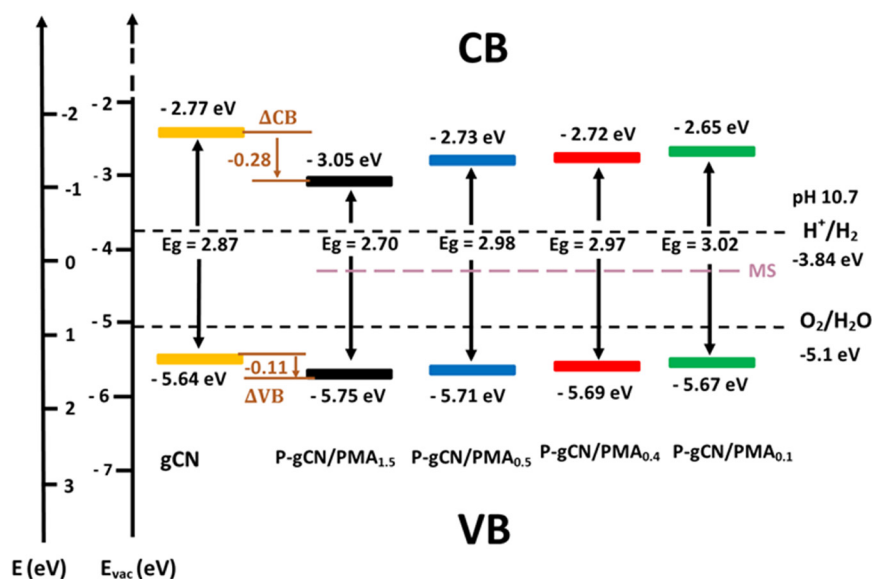 CB
- 2
- 2.77 eV
ΔCB
-2
- 2.73 eV
- 2.72 eV
- 2.65 eV
-0.28
- 3.05 eV
- 3
-1
pH 10.7
H⁺/H₂
- 4
Eg = 2.87
Eg = 2.70
Eg = 2.98
Eg = 2.97
Eg = 3.02
0
-3.84 eV
MS
- 5
O₂/H₂O
1
-5.1 eV
-0.11
- 5.64 eV
ΔVB
- 5.75 eV
- 5.71 eV
- 5.69 eV
- 5.67 eV
- 6
2
gCN
P-gCN/PMA₁.₅
P-gCN/PMA₀.₅
P-gCN/PMA₀.₄
P-gCN/PMA₀.₁
- 7
3
VB
E (eV)
Evac (eV)